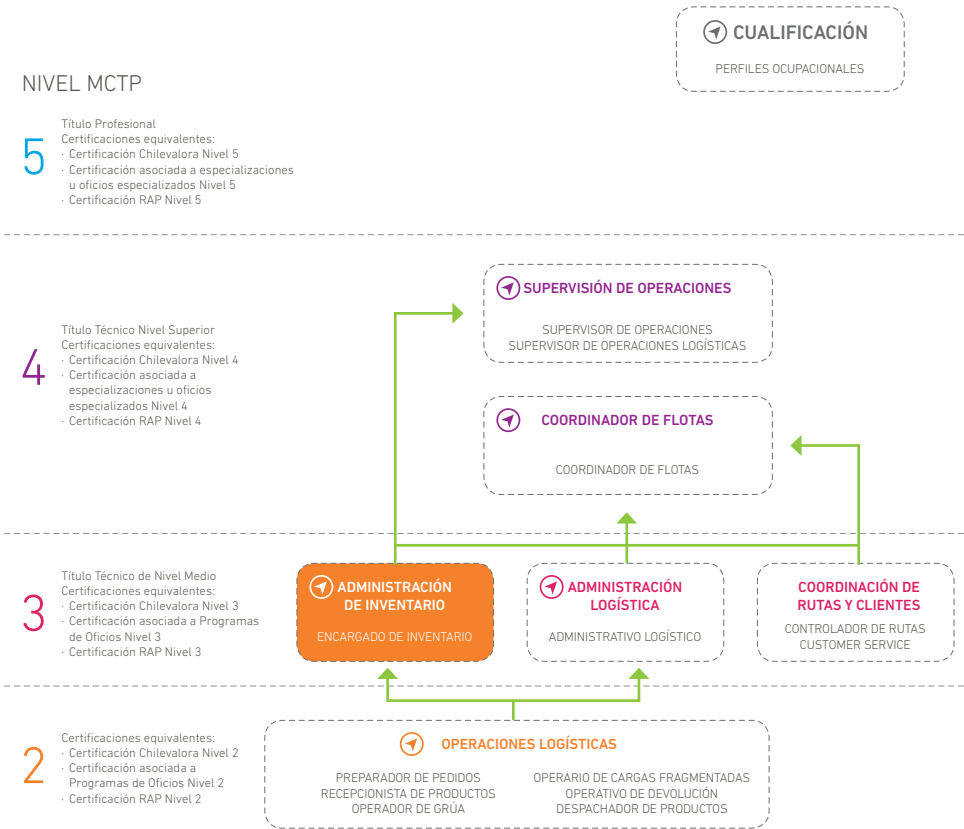 CUALIFICACIÓN
PERFILES OCUPACIONALES
NIVEL MCTP
5
Título Profesional
Certificaciones equivalentes:
· Certificación Chilevalora Nivel 5
· Certificación asociada a especializaciones
u oficios especializados Nivel 5
· Certificación RAP Nivel 5
SUPERVISIÓN DE OPERACIONES
SUPERVISOR DE OPERACIONES
SUPERVISOR DE OPERACIONES LOGÍSTICAS
4
Título Técnico Nivel Superior
Certificaciones equivalentes:
· Certificación Chilevalora Nivel 4
· Certificación asociada a
especializaciones u oficios
especializados Nivel 4
· Certificación RAP Nivel 4
COORDINADOR DE FLOTAS
COORDINADOR DE FLOTAS
3
Título Técnico de Nivel Medio
Certificaciones equivalentes:
· Certificación Chilevalora Nivel 3
· Certificación asociada a Programas
de Oficios Nivel 3
· Certificación RAP Nivel 3
ADMINISTRACIÓN
DE INVENTARIO
ENCARGADO DE INVENTARIO
ADMINISTRACIÓN
LOGÍSTICA
ADMINISTRATIVO LOGÍSTICO
COORDINACIÓN DE
RUTAS Y CLIENTES
CONTROLADOR DE RUTAS
CUSTOMER SERVICE
2
Certificaciones equivalentes:
· Certificación Chilevalora Nivel 2
· Certificación asociada a
Programas de Oficios Nivel 2
· Certificación RAP Nivel 2
OPERACIONES LOGÍSTICAS
PREPARADOR DE PEDIDOS
RECEPCIONISTA DE PRODUCTOS
OPERADOR DE GRÚA
OPERARIO DE CARGAS FRAGMENTADAS
OPERATIVO DE DEVOLUCIÓN
DESPACHADOR DE PRODUCTOS